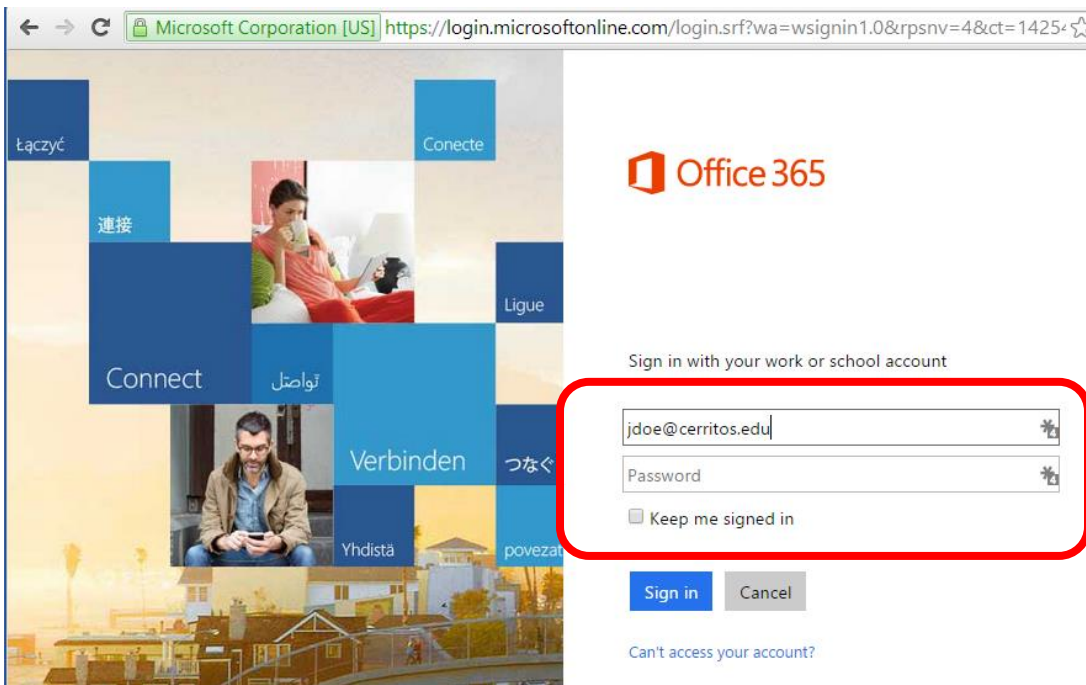 Microsoft Corporation [US] https://login.microsoftonline.com/login.srf?wa=wsignin1.0&rpsnv=4&ct=14254
Łączyć
Conecte
連接
Ligue
Connect
تواصل
Verbinden
つなぐ
Yhdistä
povezat
Office 365
Sign in with your work or school account
jdoe@cerritos.edu
Password
Keep me signed in
Sign in
Cancel
Can't access your account?